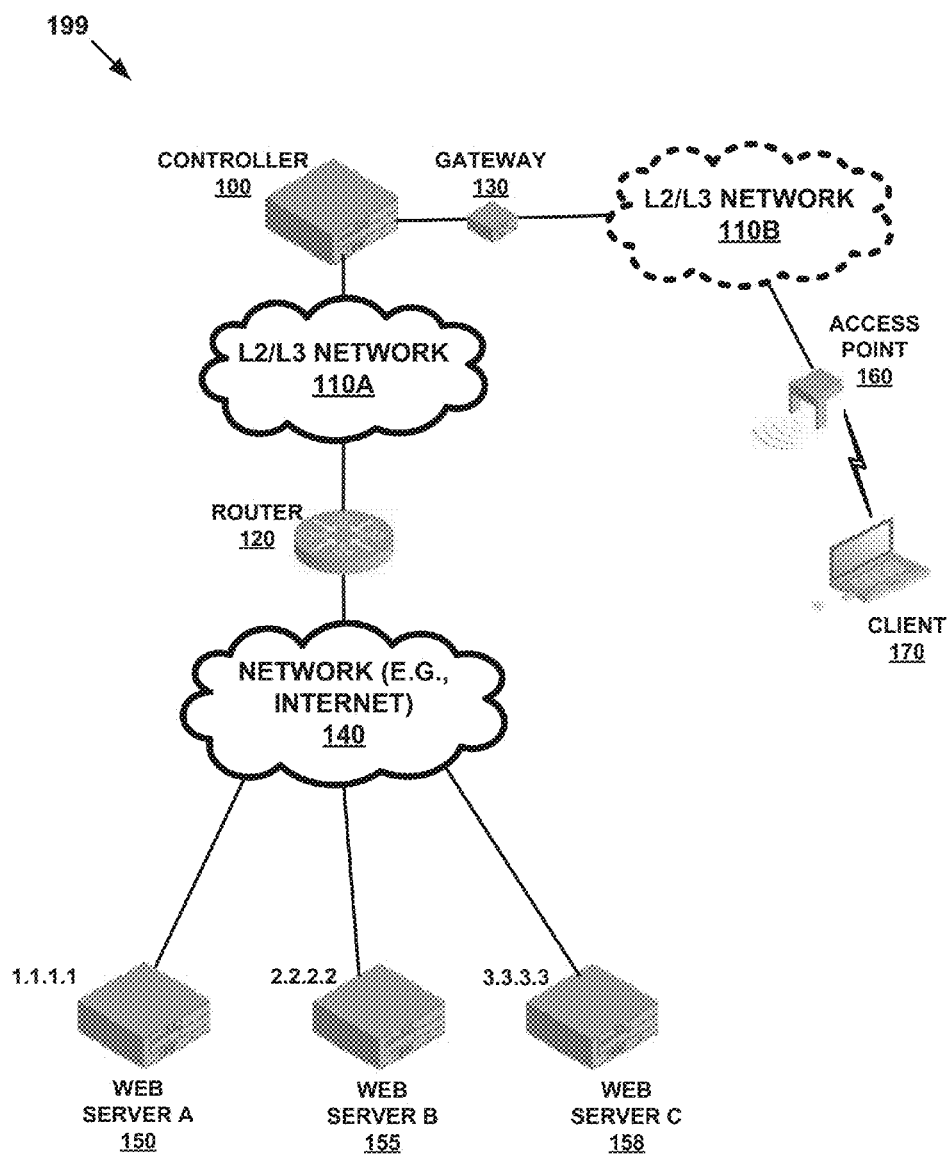 199
CONTROLLER
100
GATEWAY
130
L2/L3 NETWORK
110B
L2/L3 NETWORK
110A
ACCESS
POINT
160
ROUTER
120
CLIENT
170
NETWORK (E.G.,
INTERNET)
140
1.1.1.1
2.2.2.2
3.3.3.3
WEB
SERVER A
150
WEB
SERVER B
155
WEB
SERVER C
158